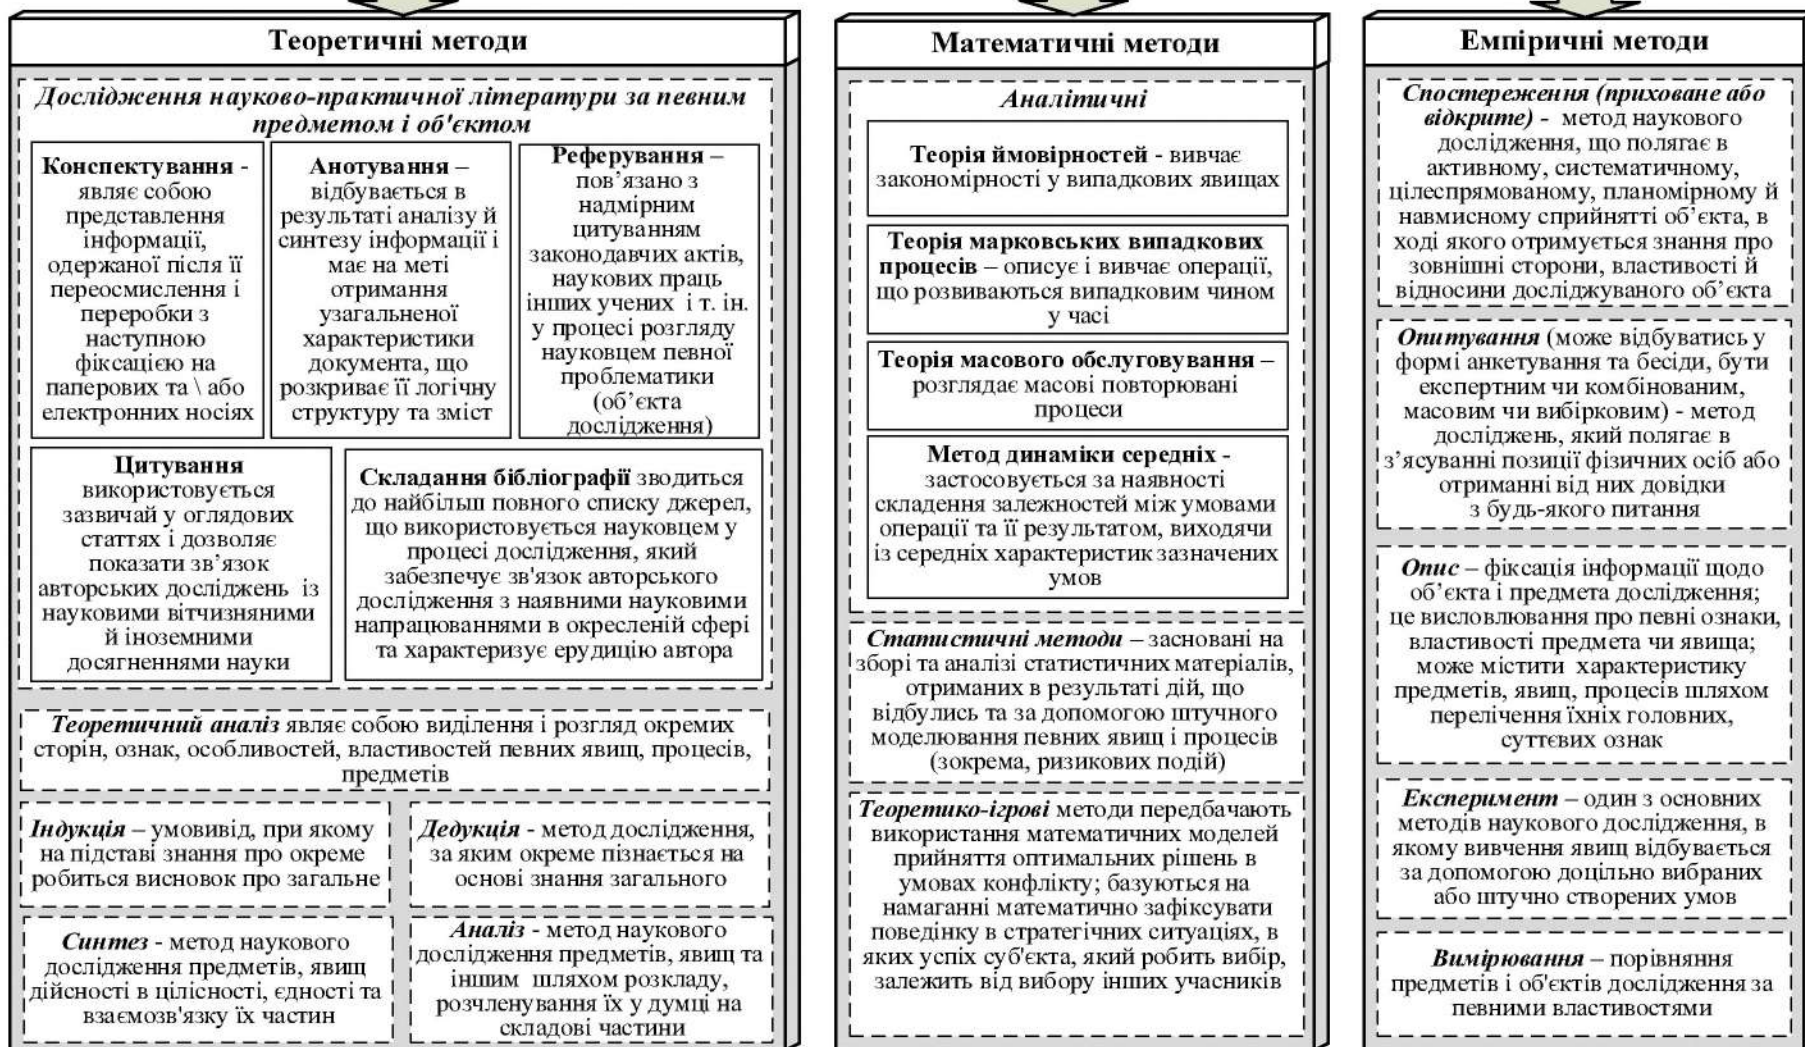 Теоретичні методи
Дослідження науково-практичної літератури за певним
предметом і об'єктом
Конспектування -
являє собою
представлення
інформації,
одержаної після її
переосмислення і
переробки з
наступною
фіксацією на
паперових та \ або
електронних носіях
Анотування –
відбувається в
результаті аналізу й
синтезу інформації і
має на меті
отримання
узагальненої
характеристики
документа, що
розкриває її логічну
структуру та зміст
Реферування –
пов’язано з
надмірним
цитуванням
законодавчих актів,
наукових праць
інших учених і т. ін.
у процесі розгляду
науковцем певної
проблематики
(об’єкта
дослідження)
Цитування
використовується
зазвичай у оглядових
статтях і дозволяє
показати зв’язок
авторських досліджень із
науковими вітчизняними
й іноземними
досягненнями науки
Складання бібліографії зводиться
до найбільш повного списку джерел,
що використовується науковцем у
процесі дослідження, який
забезпечує зв'язок авторського
дослідження з наявними науковими
напрацюваннями в окресленій сфері
та характеризує ерудицію автора
Теоретичний аналіз являє собою виділення і розгляд окремих
сторін, ознак, особливостей, властивостей певних явищ, процесів,
предметів
Індукція – умовивід, при якому
на підставі знання про окреме
робиться висновок про загальне
Дедукція - метод дослідження,
за яким окреме пізнається на
основі знання загального
Синтез - метод наукового
дослідження предметів, явищ
дійсності в цілісності, єдності та
взаємозв'язку їх частин
Аналіз - метод наукового
дослідження предметів, явищ та
іншим шляхом розкладу,
розчленування їх у думці на
складові частини
Математичні методи
Аналітичні
Теорія ймовірностей - вивчає
закономірності у випадкових явищах
Теорія марковських випадкових
процесів – описує і вивчає операції,
що розвиваються випадковим чином
у часі
Теорія масового обслуговування –
розглядає масові повторювані
процеси
Метод динаміки середніх -
застосовується за наявності
складення залежностей між умовами
операції та її результатом, виходячи
із середніх характеристик зазначених
умов
Статистичні методи – засновані на
зборі та аналізі статистичних матеріалів,
отриманих в результаті дій, що
відбулись та за допомогою штучного
моделювання певних явищ і процесів
(зокрема, ризикових подій)
Теоретико-ігрові методи передбачають
використання математичних моделей
прийняття оптимальних рішень в
умовах конфлікту; базуються на
намаганні математично зафіксувати
поведінку в стратегічних ситуаціях, в
яких успіх суб'єкта, який робить вибір,
залежить від вибору інших учасників
Емпіричні методи
Спостереження (приховане або
відкрите) - метод наукового
дослідження, що полягає в
активному, систематичному,
цілеспрямованому, планомірному й
навмисному сприйнятті об’єкта, в
ході якого отримується знання про
зовнішні сторони, властивості й
відносини досліджуваного об’єкта
Опитування (може відбуватись у
формі анкетування та бесіди, бути
експертним чи комбінованим,
масовим чи вибірковим) - метод
досліджень, який полягає в
з’ясуванні позиції фізичних осіб або
отриманні від них довідки
з будь-якого питання
Опис – фіксація інформації щодо
об’єкта і предмета дослідження;
це висловлювання про певні ознаки,
властивості предмета чи явища;
може містити характеристику
предметів, явищ, процесів шляхом
перелічення їхніх головних,
суттєвих ознак
Експеримент – один з основних
методів наукового дослідження, в
якому вивчення явищ відбувається
за допомогою доцільно вибраних
або штучно створених умов
Вимірювання – порівняння
предметів і об'єктів дослідження за
певними властивостями